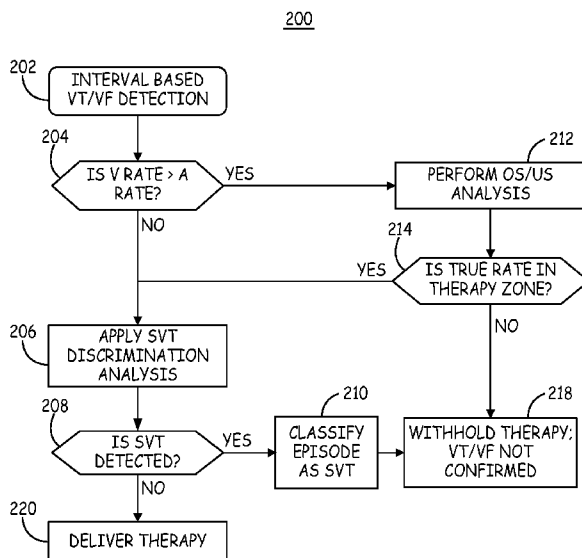 200
202
INTERVAL BASED
VT/VF DETECTION
204
IS V RATE > A
RATE?
YES
NO
212
PERFORM OS/US
ANALYSIS
214
YES
IS TRUE RATE IN
THERAPY ZONE?
NO
206
APPLY SVT
DISCRIMINATION
ANALYSIS
208
IS SVT
DETECTED?
YES
NO
210
CLASSIFY
EPISODE
AS SVT
218
WITHHOLD THERAPY;
VT/VF NOT
CONFIRMED
220
DELIVER THERAPY